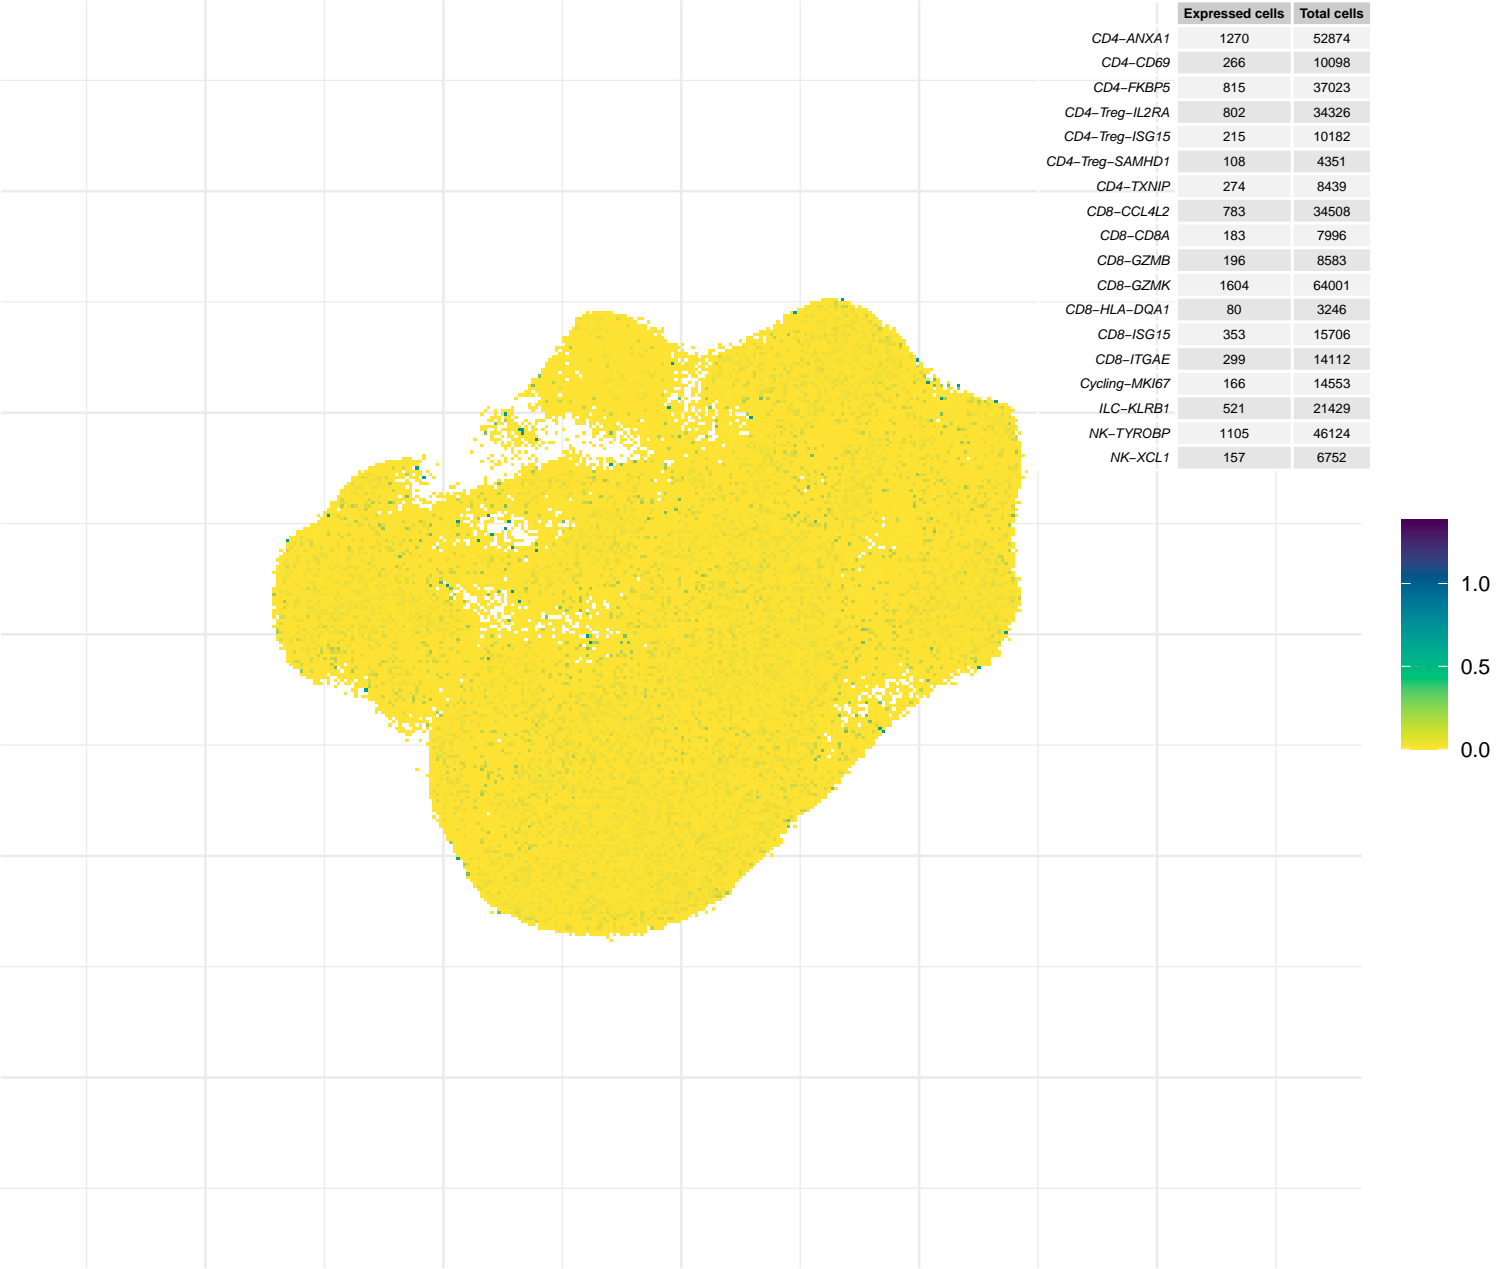 Expressed cells Total cells
CD4−ANXA1 1270 52874
CD4−CD69 266 10098
CD4−FKBP5 815 37023
CD4−Treg−IL2RA 802 34326
CD4−Treg−ISG15 215 10182
CD4−Treg−SAMHD1 108 4351
CD4−TXNIP 274 8439
CD8−CCL4L2 783 34508
CD8−CD8A 183 7996
CD8−GZMB 196 8583
CD8−GZMK 1604 64001
CD8−HLA−DQA1 80 3246
CD8−ISG15 353 15706
CD8−ITGAE 299 14112
Cycling−MKI67 166 14553
ILC−KLRB1 521 21429
NK−TYROBP 1105 46124
NK−XCL1 157 6752
1.0
0.5
0.0